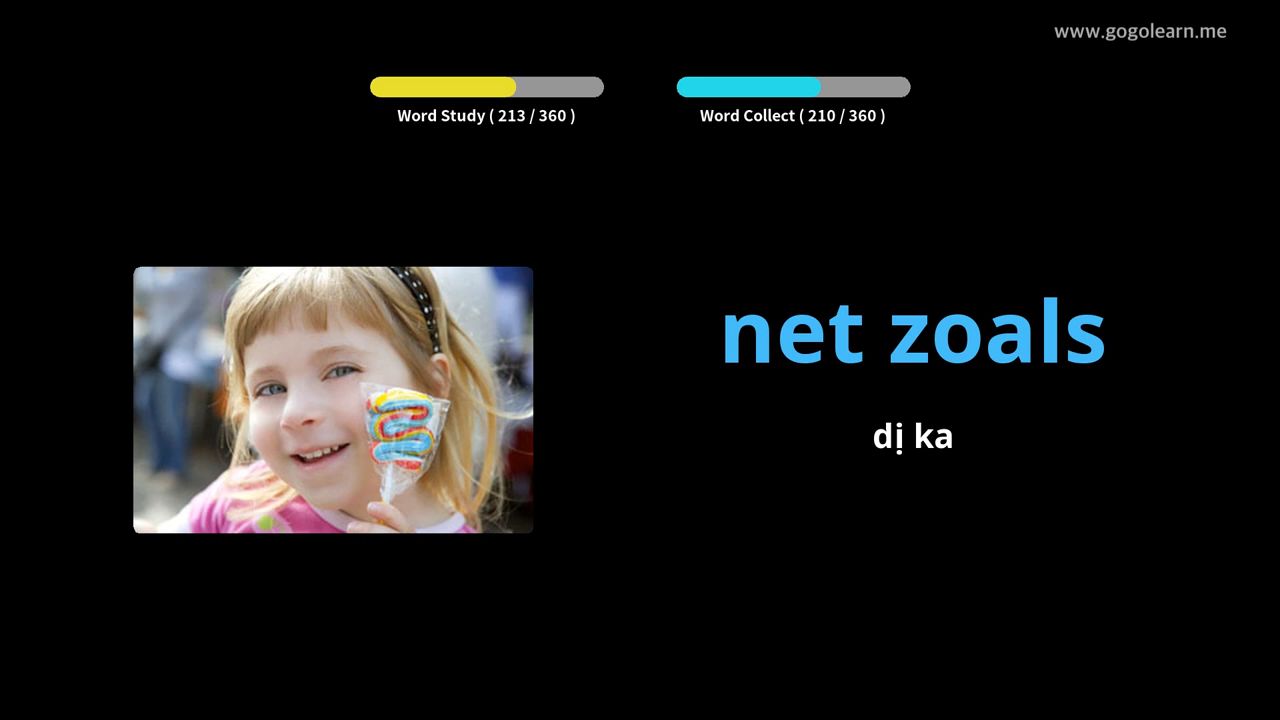 www.gogolearn.me
Word Study ( 213 / 360 )
Word Collect ( 210 / 360 )
net zoals
dị ka